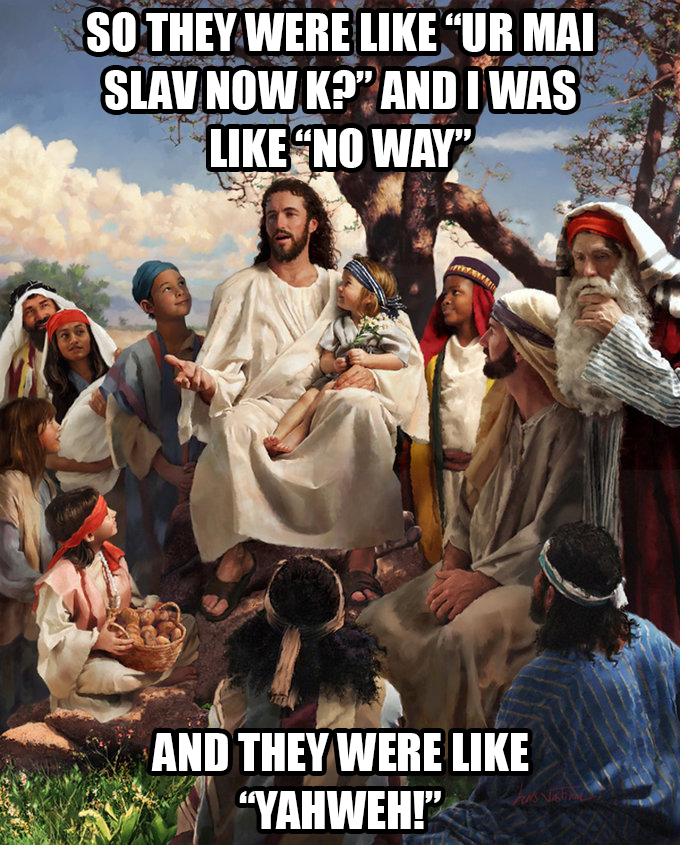 SO THEY WERE LIKE “UR MAI
SLAV NOW K?” AND I WAS
LIKE “NO WAY”
AND THEY WERE LIKE
“YAHWEH!”